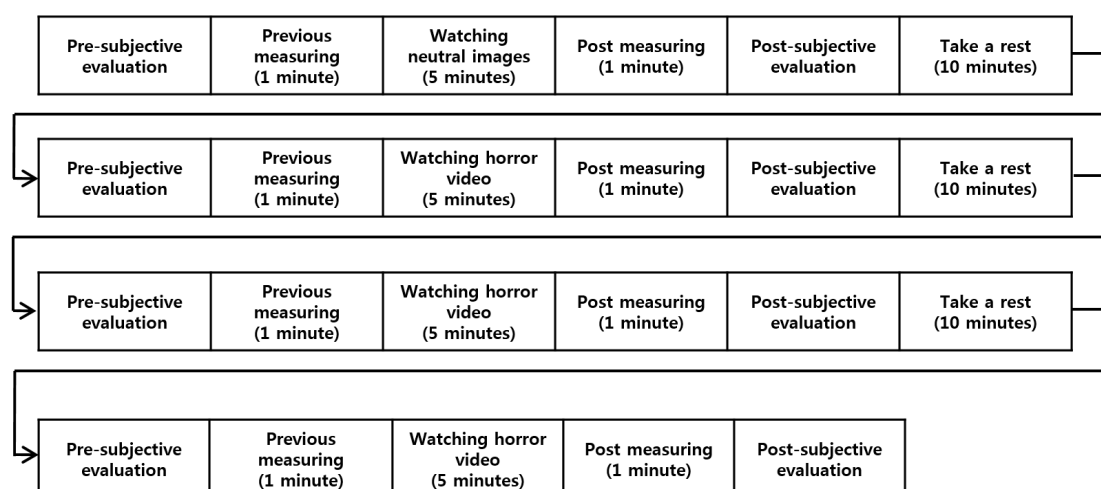 Pre-subjective
evaluation
Previous
measuring
(1 minute)
Watching
neutral images
(5 minutes)
Post measuring
(1 minute)
Post-subjective
evaluation
Take a rest
(10 minutes)
Pre-subjective
evaluation
Previous
measuring
(1 minute)
Watching horror
video
(5 minutes)
Post measuring
(1 minute)
Post-subjective
evaluation
Take a rest
(10 minutes)
Pre-subjective
evaluation
Previous
measuring
(1 minute)
Watching horror
video
(5 minutes)
Post measuring
(1 minute)
Post-subjective
evaluation
Take a rest
(10 minutes)
Pre-subjective
evaluation
Previous
measuring
(1 minute)
Watching horror
video
(5 minutes)
Post measuring
(1 minute)
Post-subjective
evaluation